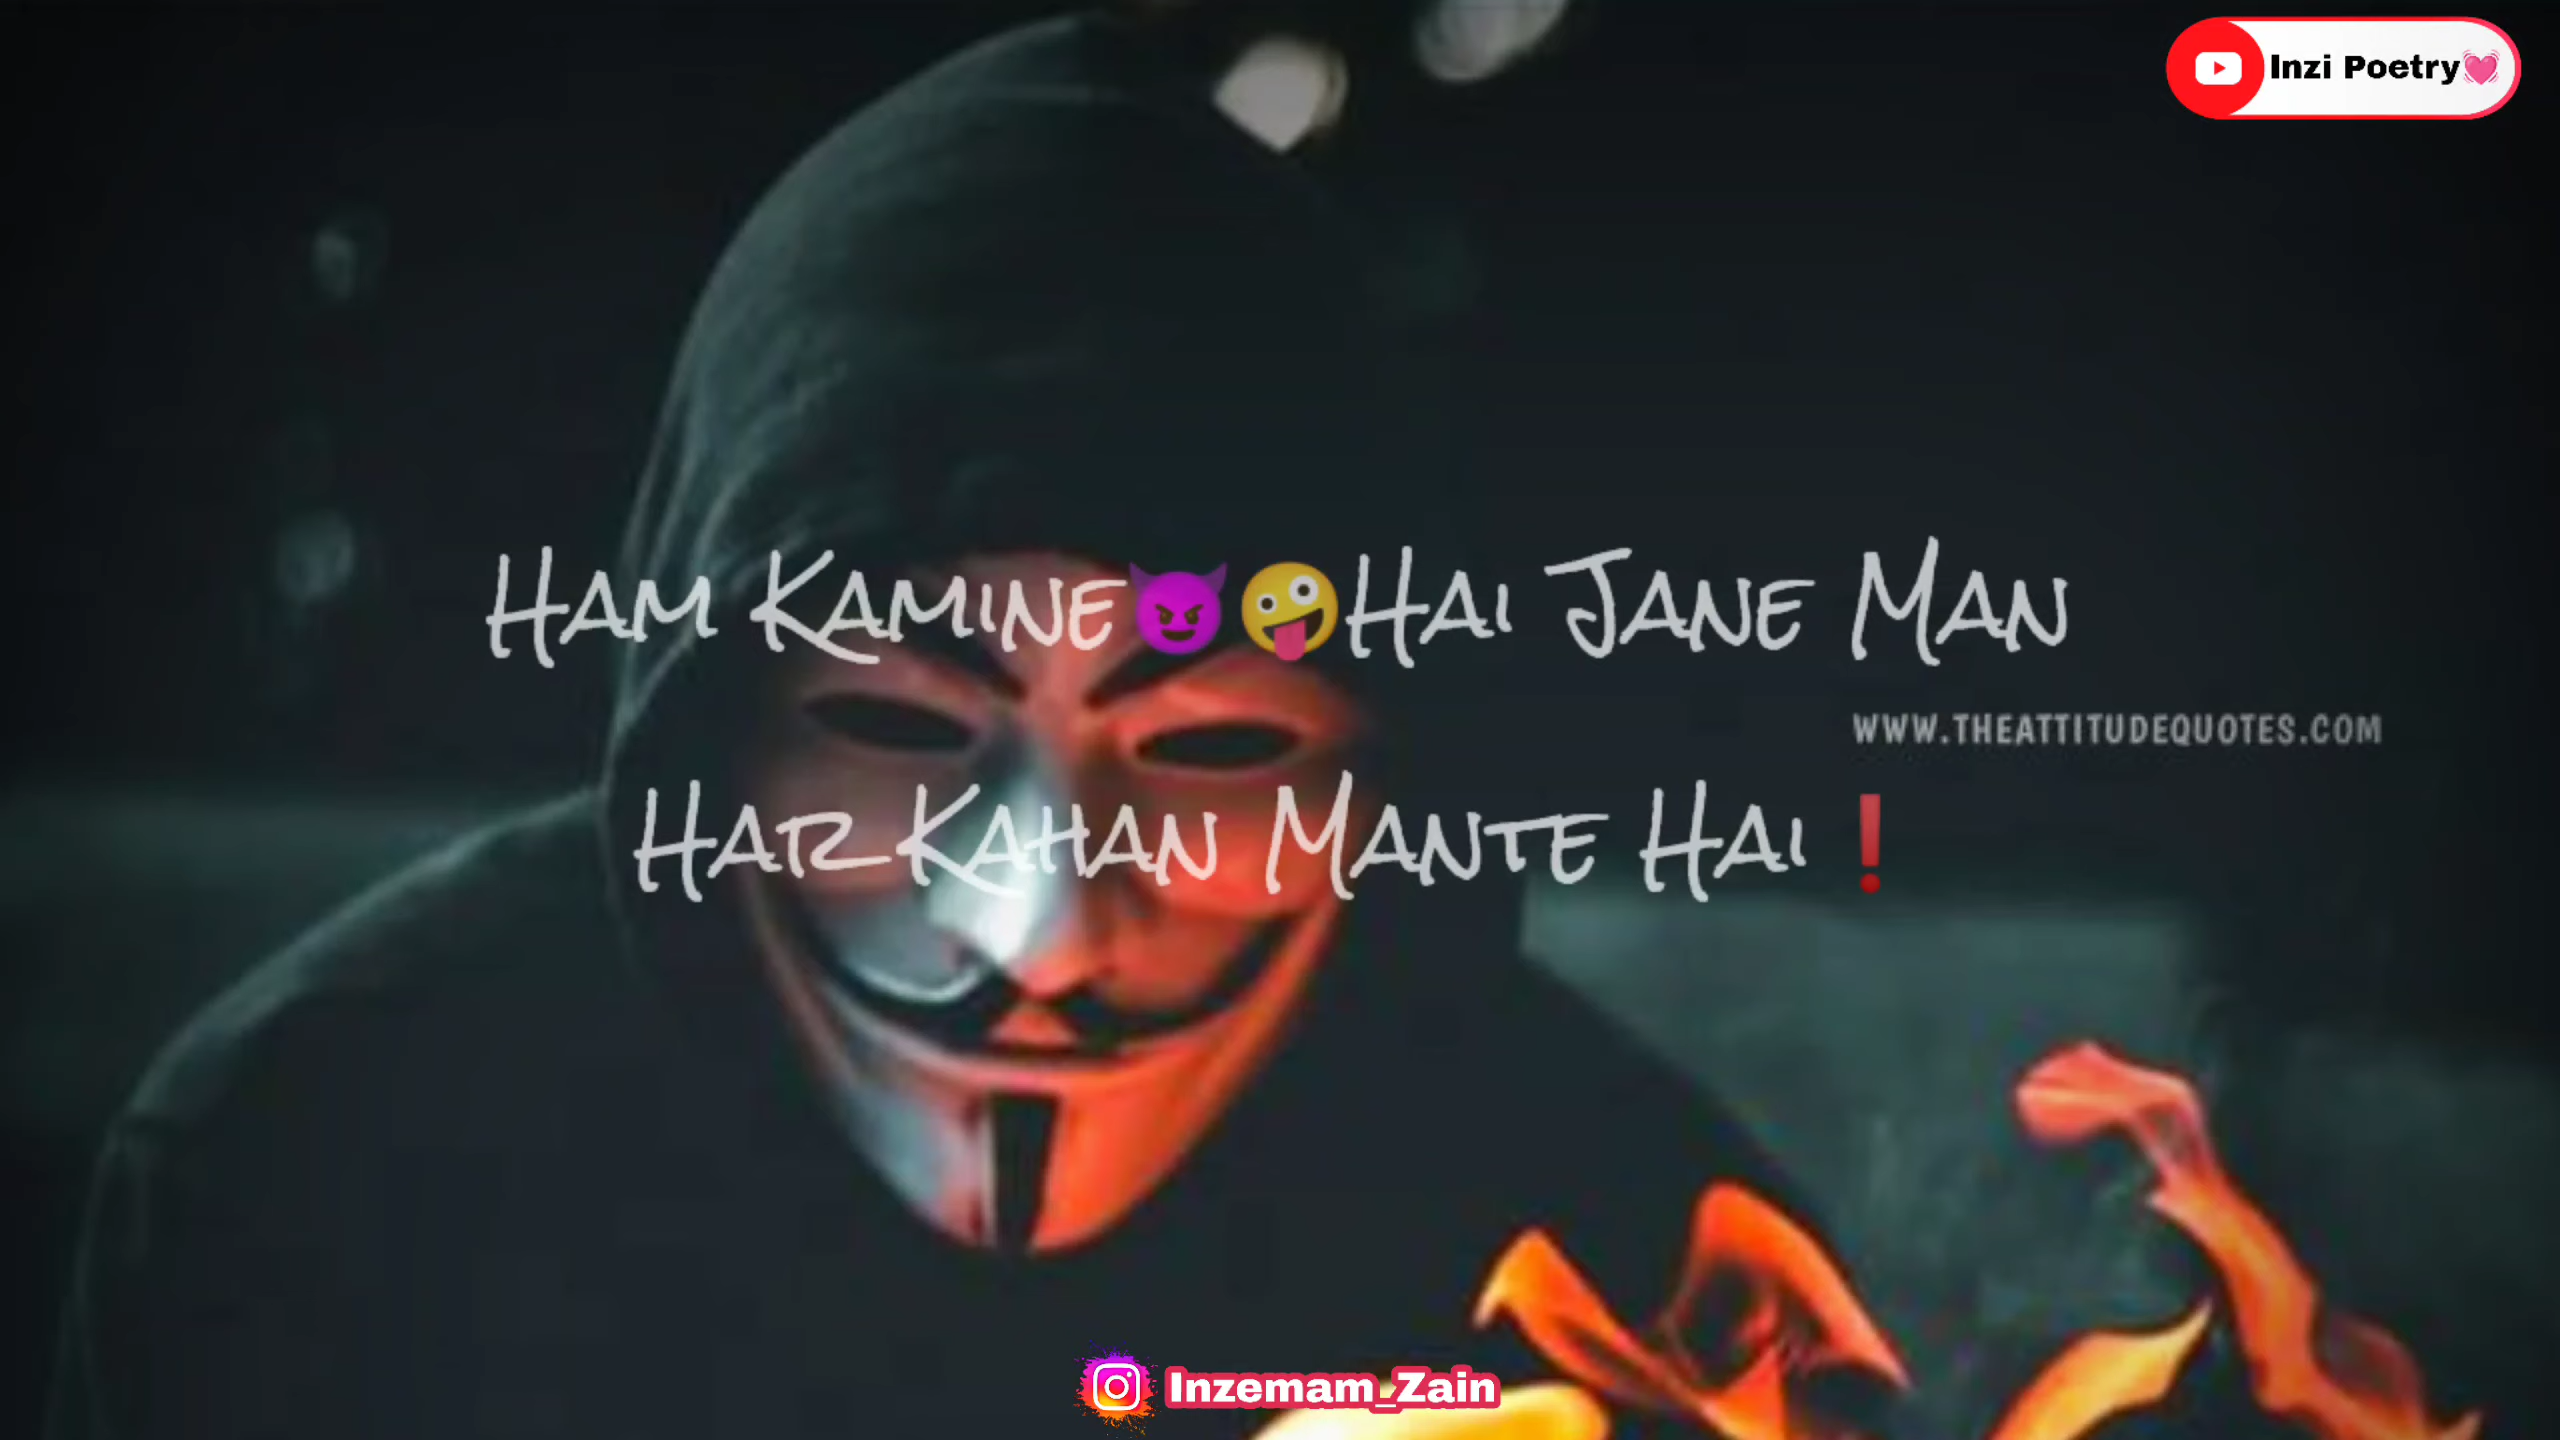 Inzi Poetry💓
Ham Kamine😈🤪Hai Jane Man
WWW.THEATTITUDEQUOTES.COM
Har Kahan Mante Hai❗
Inzemam_Zain